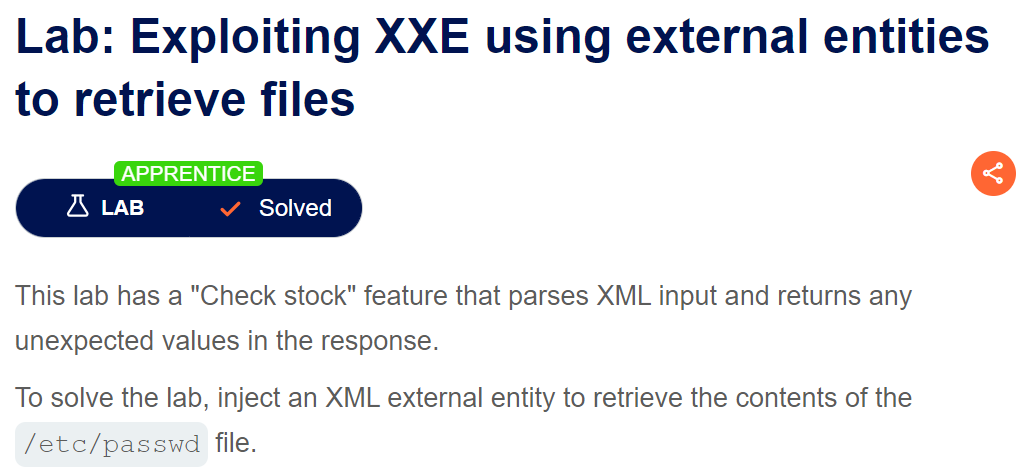 Lab: Exploiting XXE using external entities
to retrieve files
APPRENTICE
LAB Solved
This lab has a "Check stock" feature that parses XML input and returns any
unexpected values in the response.
To solve the lab, inject an XML external entity to retrieve the contents of the
/etc/passwd file.